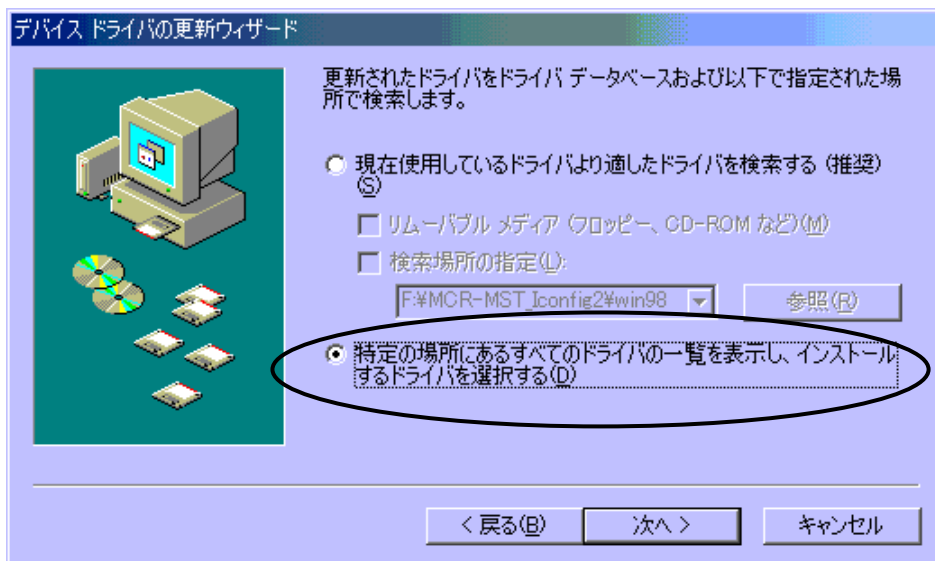 デバイス ドライバの更新ウィザード
更新されたドライバをドライバ データベースおよび以下で指定された場
所で検索します。
現在使用しているドライバより適したドライバを検索する (推奨)
(S)
リムーバブル メディア (フロッピー、CD-ROM など)(M)
検索場所の指定(L):
F:¥MCR-MST_Iconfig2¥win98
参照(R)
特定の場所にあるすべてのドライバの一覧を表示し、インストール
するドライバを選択する(D)
< 戻る(B)
次へ >
キャンセル